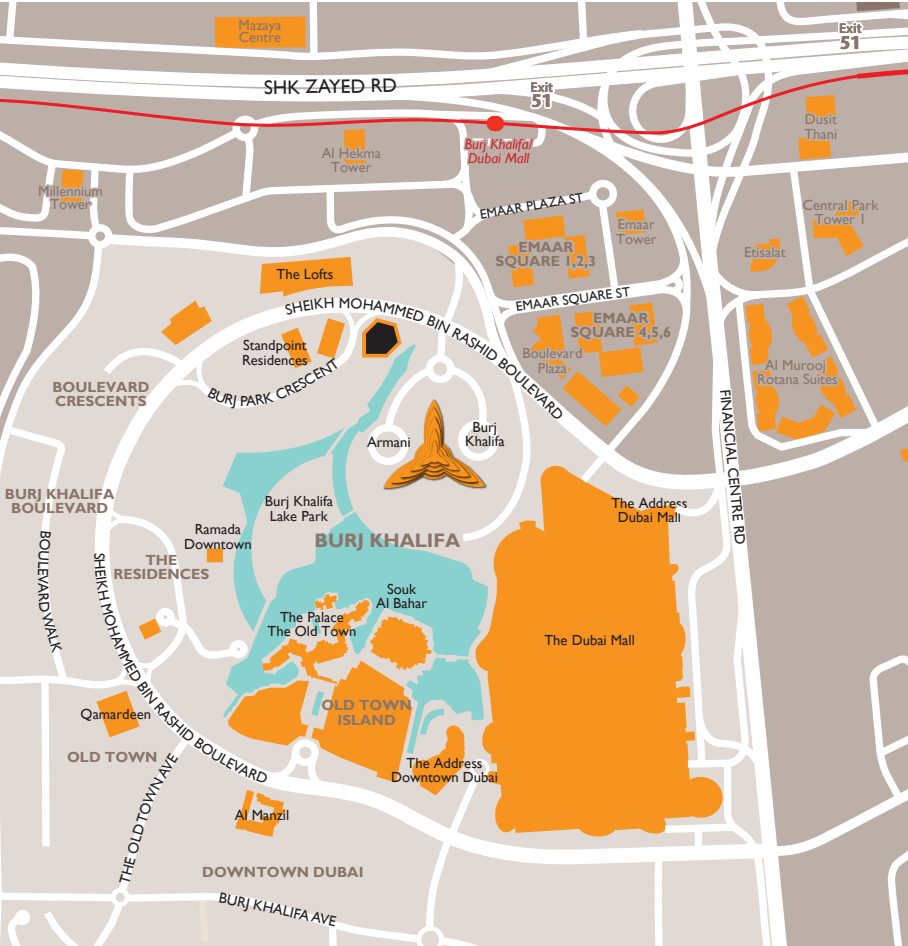 Mazaya
Centre
Exit
51
SHK ZAYED RD
Exit
51
Dusit
Thani
Burj Khalifa/
Dubai Mall
Al Hekma
Tower
Millennium
Tower
EMAAR PLAZA ST
Central Park
Tower 1
Emaar
Tower
EMAAR
SQUARE 1,2,3
Etisalat
The Lofts
EMAAR SQUARE ST
SHEIKH MOHAMMED BIN RASHID BOULEVARD
EMAAR
SQUARE 4,5,6
Standpoint
Residences
Boulevard
Plaza
Al Murooj
Rotana Suites
BURJ PARK CRESCENT
BOULEVARD
CRESCENTS
FINANCIAL CENTRE RD
Armani
Burj
Khalifa
BURJ KHALIFA
BOULEVARD
Burj Khalifa
Lake Park
The Address
Dubai Mall
Ramada
Downtown
BURJ KHALIFA
BOULEVARD WALK
THE
RESIDENCES
SHEIKH MOHAMMED BIN RASHID BOULEVARD
Souk
Al Bahar
The Palace
The Old Town
The Dubai Mall
OLD TOWN
ISLAND
Qamardeen
OLD TOWN
The Address
Downtown Dubai
THE OLD TOWN AVE
Al Manzil
DOWNTOWN DUBAI
BURJ KHALIFA AVE